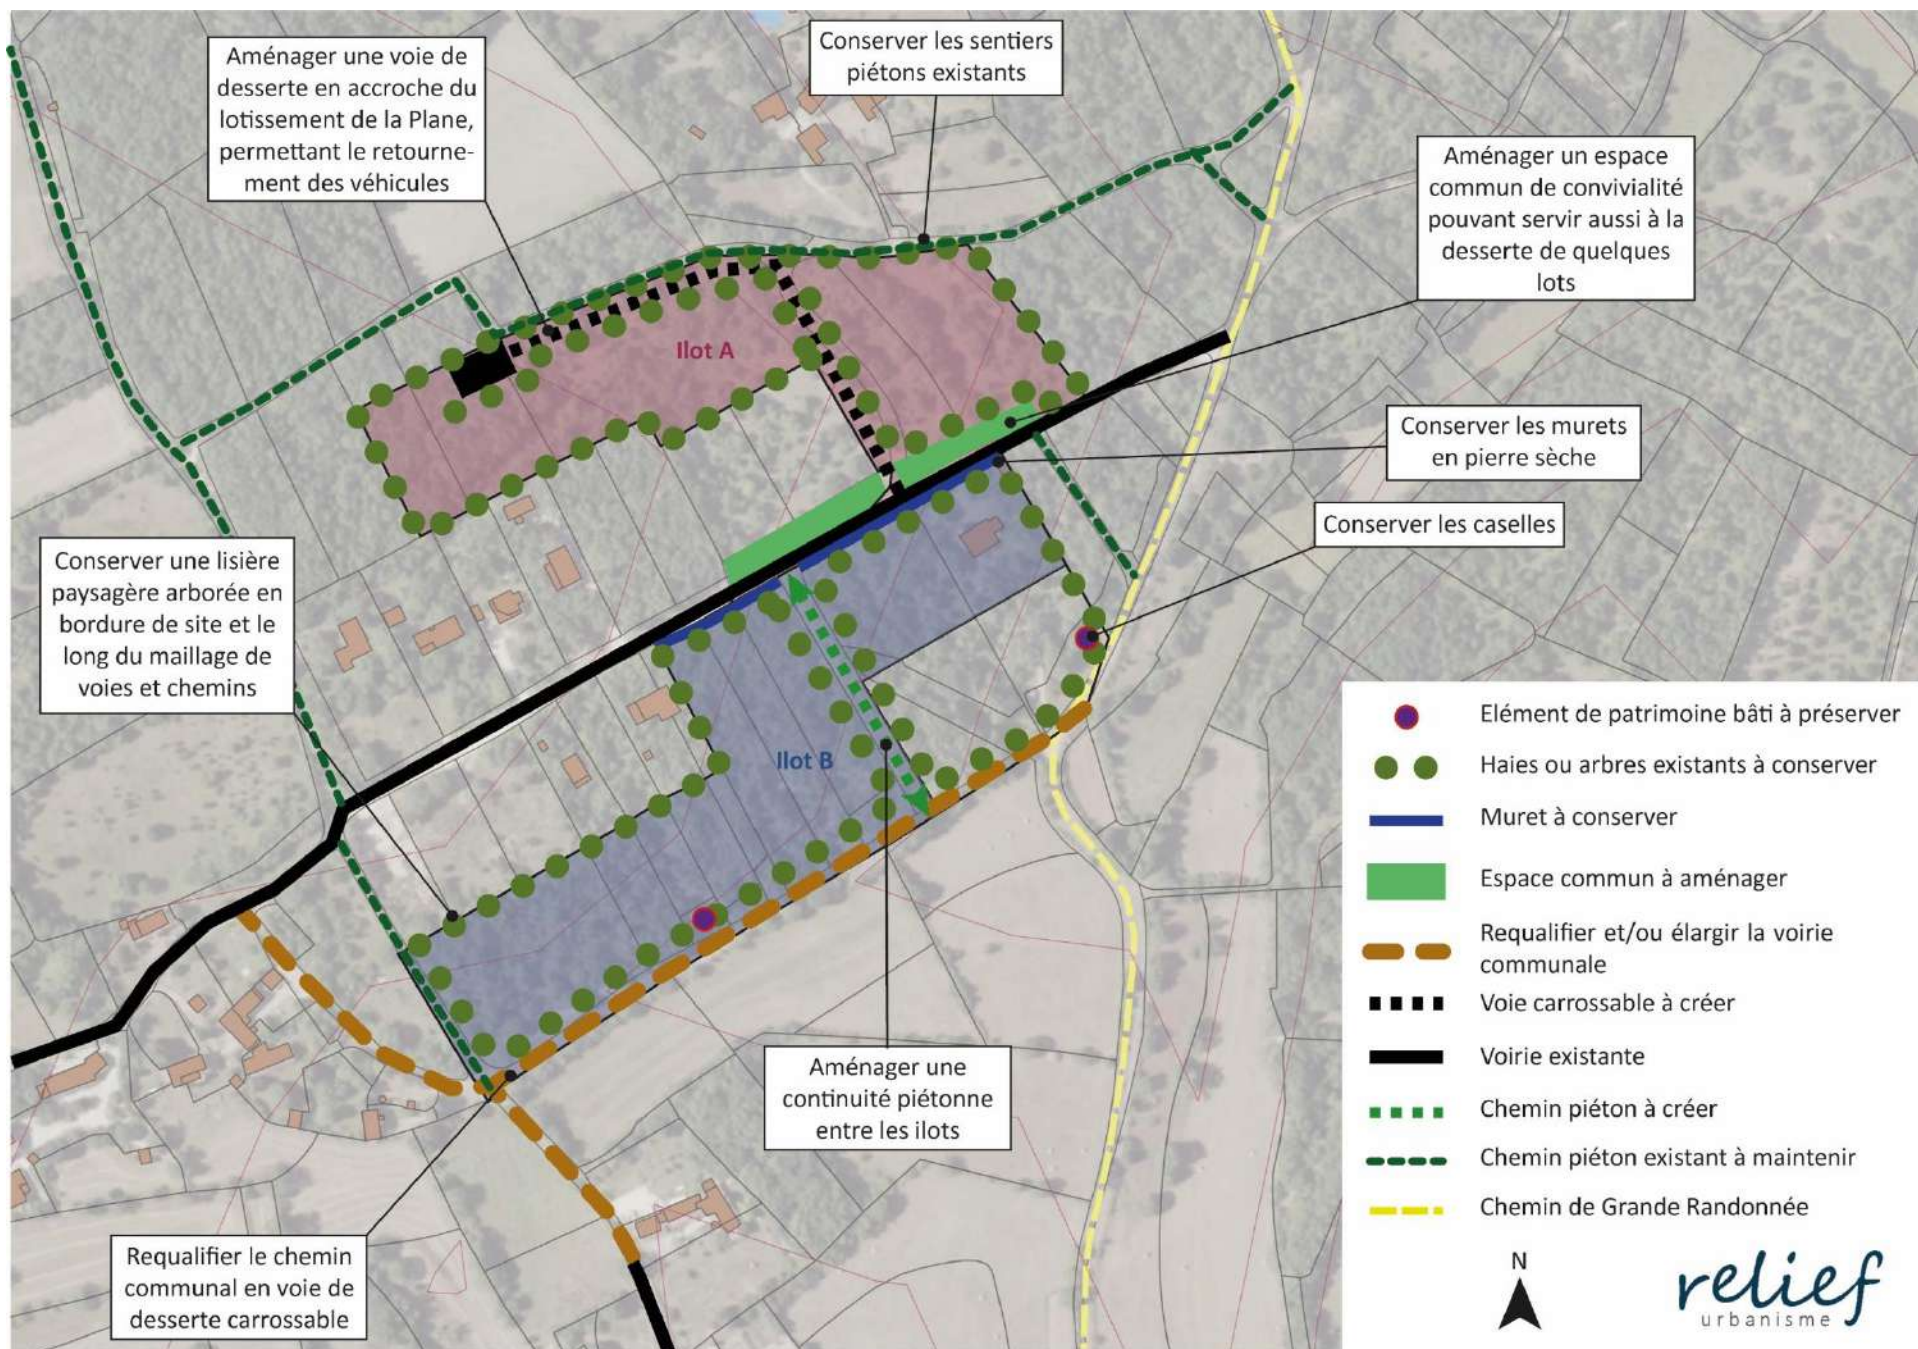 Aménager une voie de
desserte en accroche du
lotissement de la Plane,
permettant le retourne-
ment des véhicules
Conserver les sentiers
piétons existants
Aménager un espace
commun de convivialité
pouvant servir aussi à la
desserte de quelques
lots
Ilot A
Conserver les murets
en pierre sèche
Conserver les caselles
Conserver une lisière
paysagère arborée en
bordure de site et le
long du maillage de
voies et chemins
Ilot B
Aménager une
continuité piétonne
entre les ilots
Requalifier le chemin
communal en voie de
desserte carrossable
Elément de patrimoine bâti à préserver
Haies ou arbres existants à conserver
Muret à conserver
Espace commun à aménager
Requalifier et/ou élargir la voirie
communale
Voie carrossable à créer
Voirie existante
Chemin piéton à créer
Chemin piéton existant à maintenir
Chemin de Grande Randonnée
N
relief
urbanisme